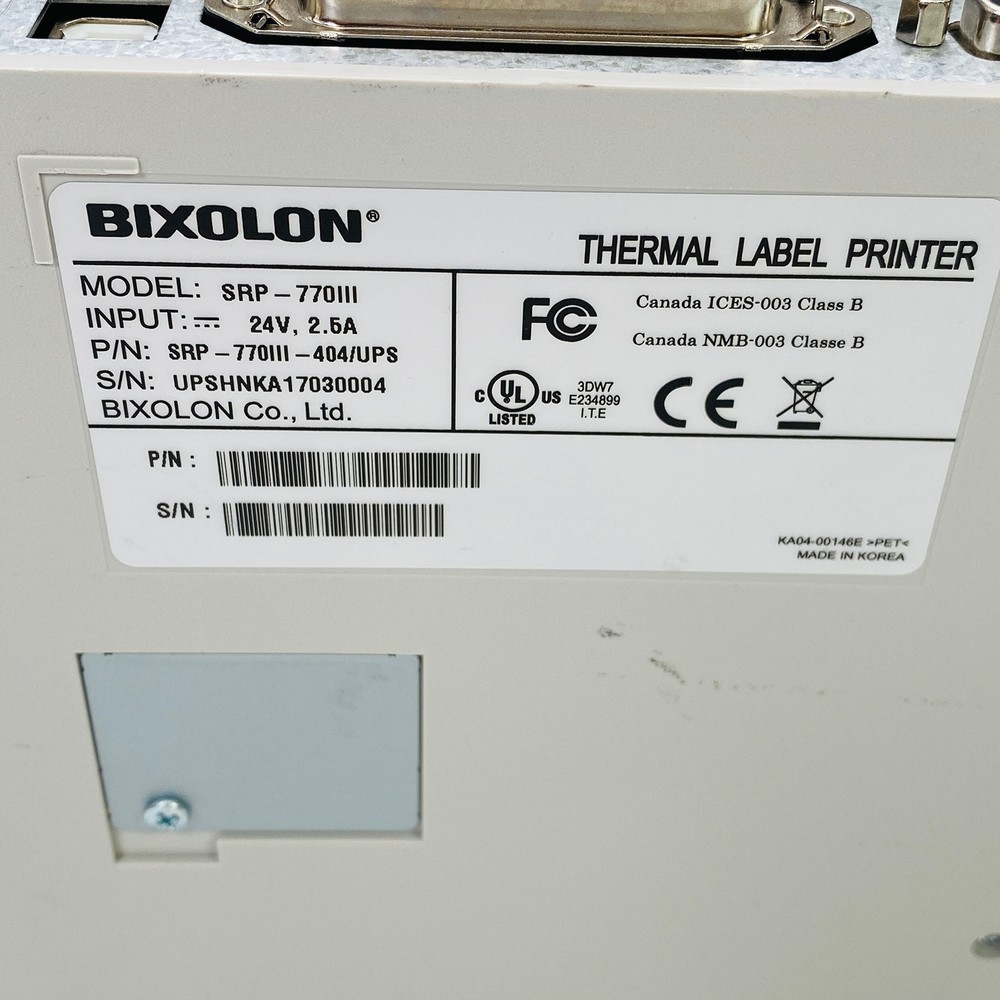 BIXOLON®
THERMAL LABEL PRINTER
MODEL: SRP-770III
INPUT: ⎓ 24V, 2.5A
P/N: SRP-770III-404/UPS
S/N: UPSHNKA17030004
BIXOLON Co., Ltd.
FC
Canada ICES-003 Class B
Canada NMB-003 Classe B
C UL US
LISTED
3DW7
E234899
I.T.E
CE
P/N :
S/N :
KA04-00146E >PET<
MADE IN KOREA